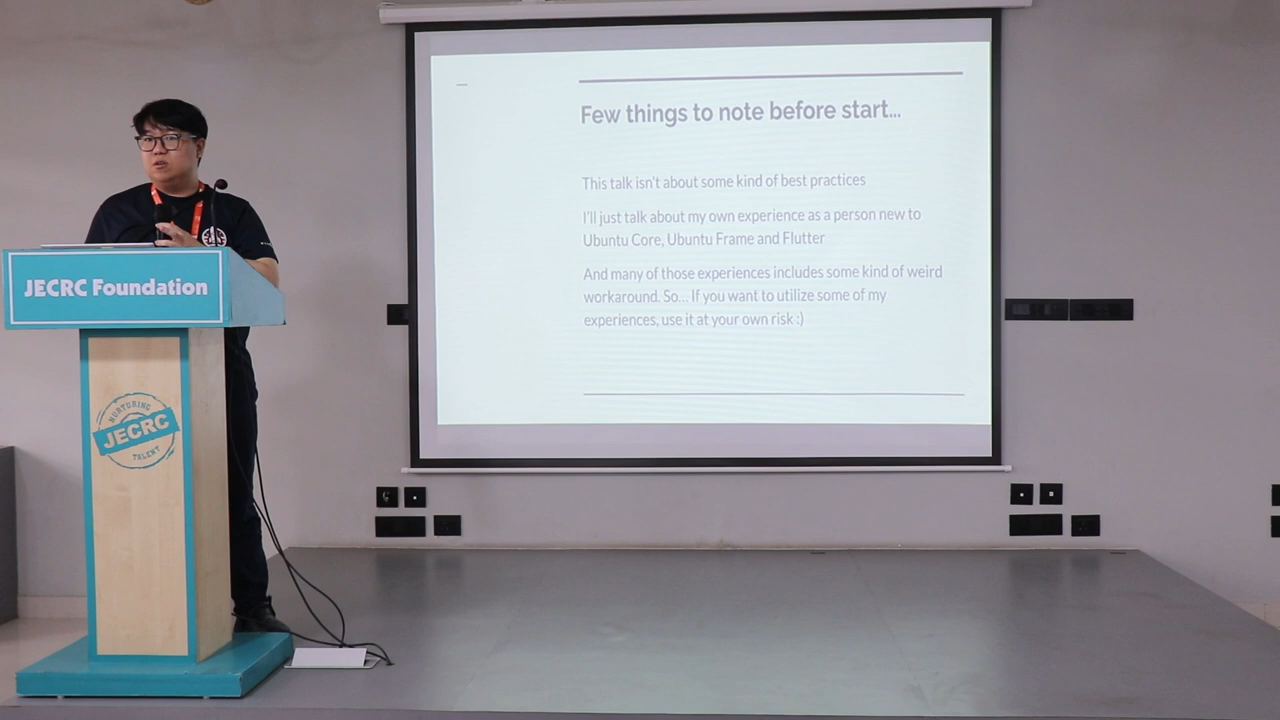 Few things to note before start...
This talk isn't about some kind of best practices
I'll just talk about my own experience as a person new to
Ubuntu Core, Ubuntu Frame and Flutter
And many of those experiences includes some kind of weird
workaround. So... If you want to utilize some of my
experiences, use it at your own risk :)
JECRC Foundation
NURTURING
JECRC
TALENT